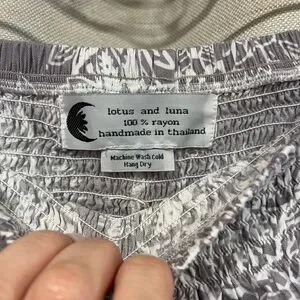 lotus and luna
100 % rayon
handmade in thailand
Machine Wash Cold
Hang Dry